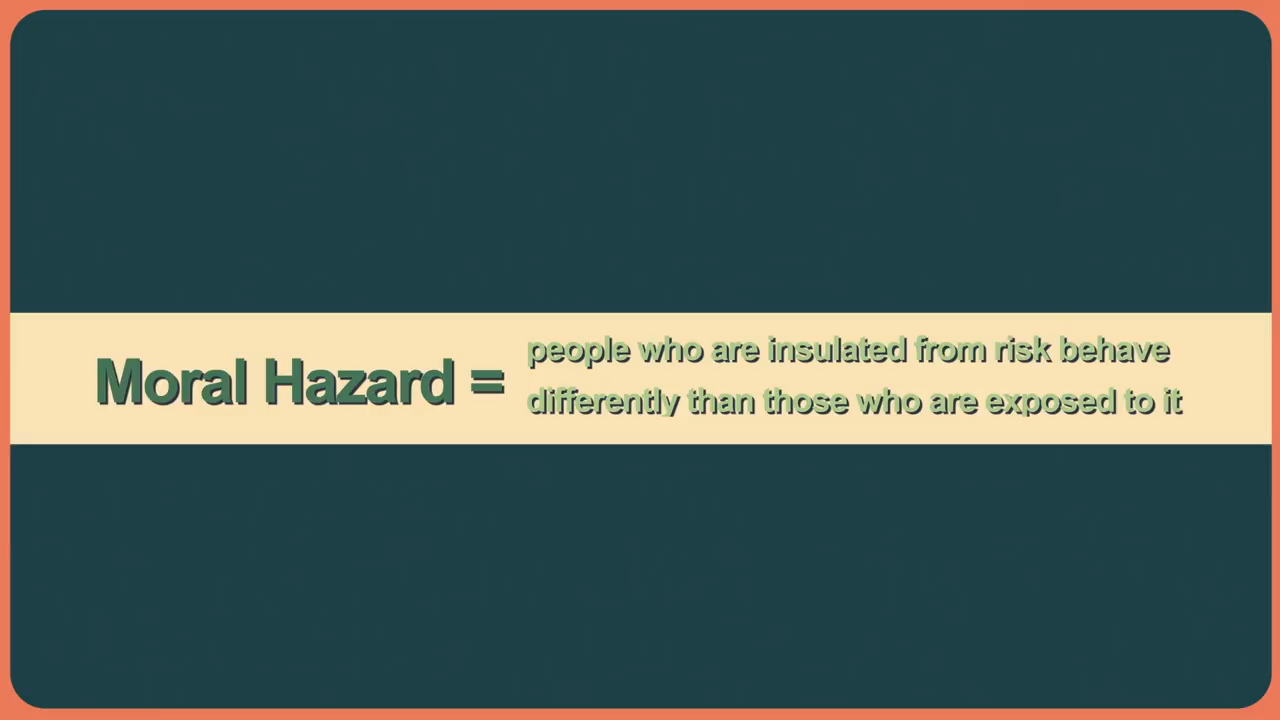 Moral Hazard =
people who are insulated from risk behave
differently than those who are exposed to it